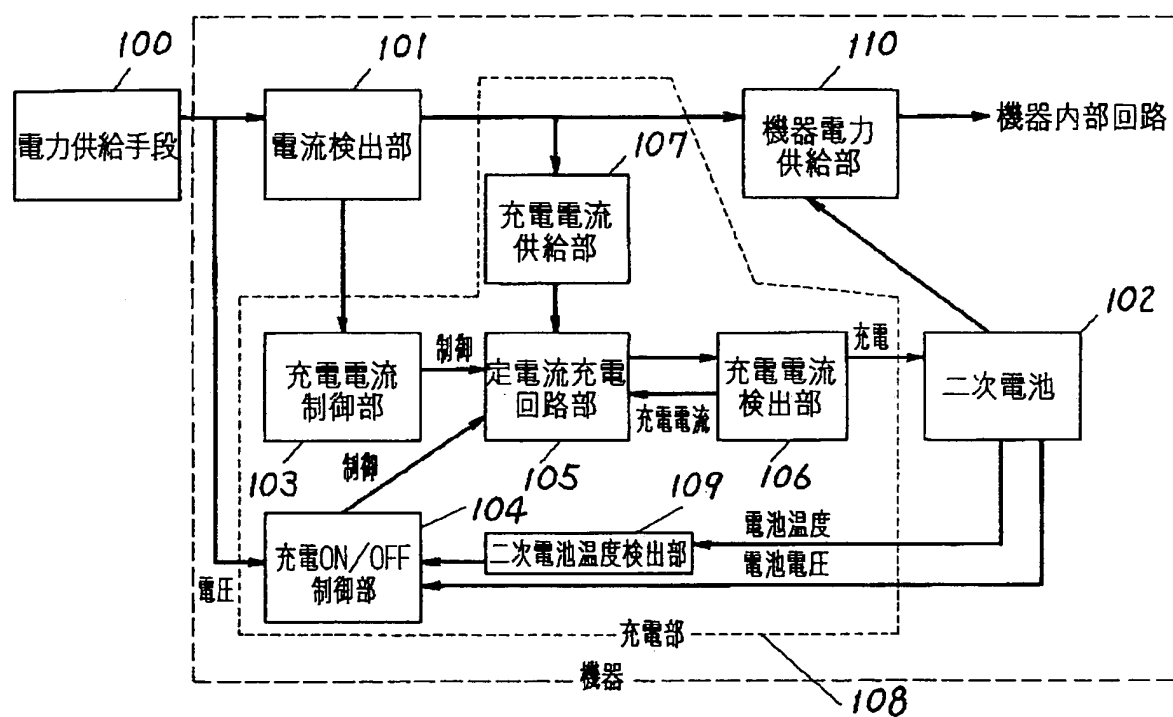 100
101
110
電力供給手段
電流検出部
機器電力
供給部
機器内部回路
107
充電電流
供給部
102
制御
充電
充電電流
制御部
定電流充電
回路部
充電電流
検出部
二次電池
充電電流
103
制御
105
106
109
104
電池温度
充電ON/OFF
制御部
二次電池温度検出部
電池電圧
電圧
充電部
機器
108